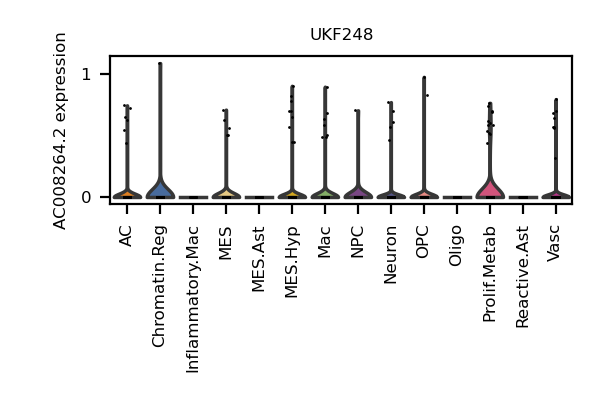 UKF248
AC008264.2 expression
1
0
AC
Chromatin.Reg
Inflammatory.Mac
MES
MES.Ast
MES.Hyp
Mac
NPC
Neuron
OPC
Oligo
Prolif.Metab
Reactive.Ast
Vasc